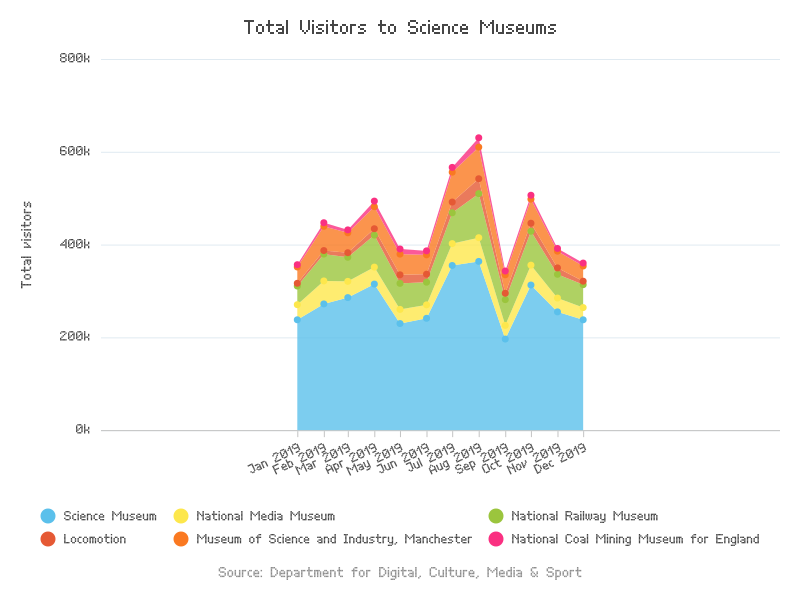 Total Visitors to Science Museums
800k
600k
400k
200k
0k
Total visitors
Jan 2019
Feb 2019
Mar 2019
Apr 2019
May 2019
Jun 2019
Jul 2019
Aug 2019
Sep 2019
Oct 2019
Nov 2019
Dec 2019
Science Museum
National Media Museum
National Railway Museum
Locomotion
Museum of Science and Industry, Manchester
National Coal Mining Museum for England
Source: Department for Digital, Culture, Media & Sport